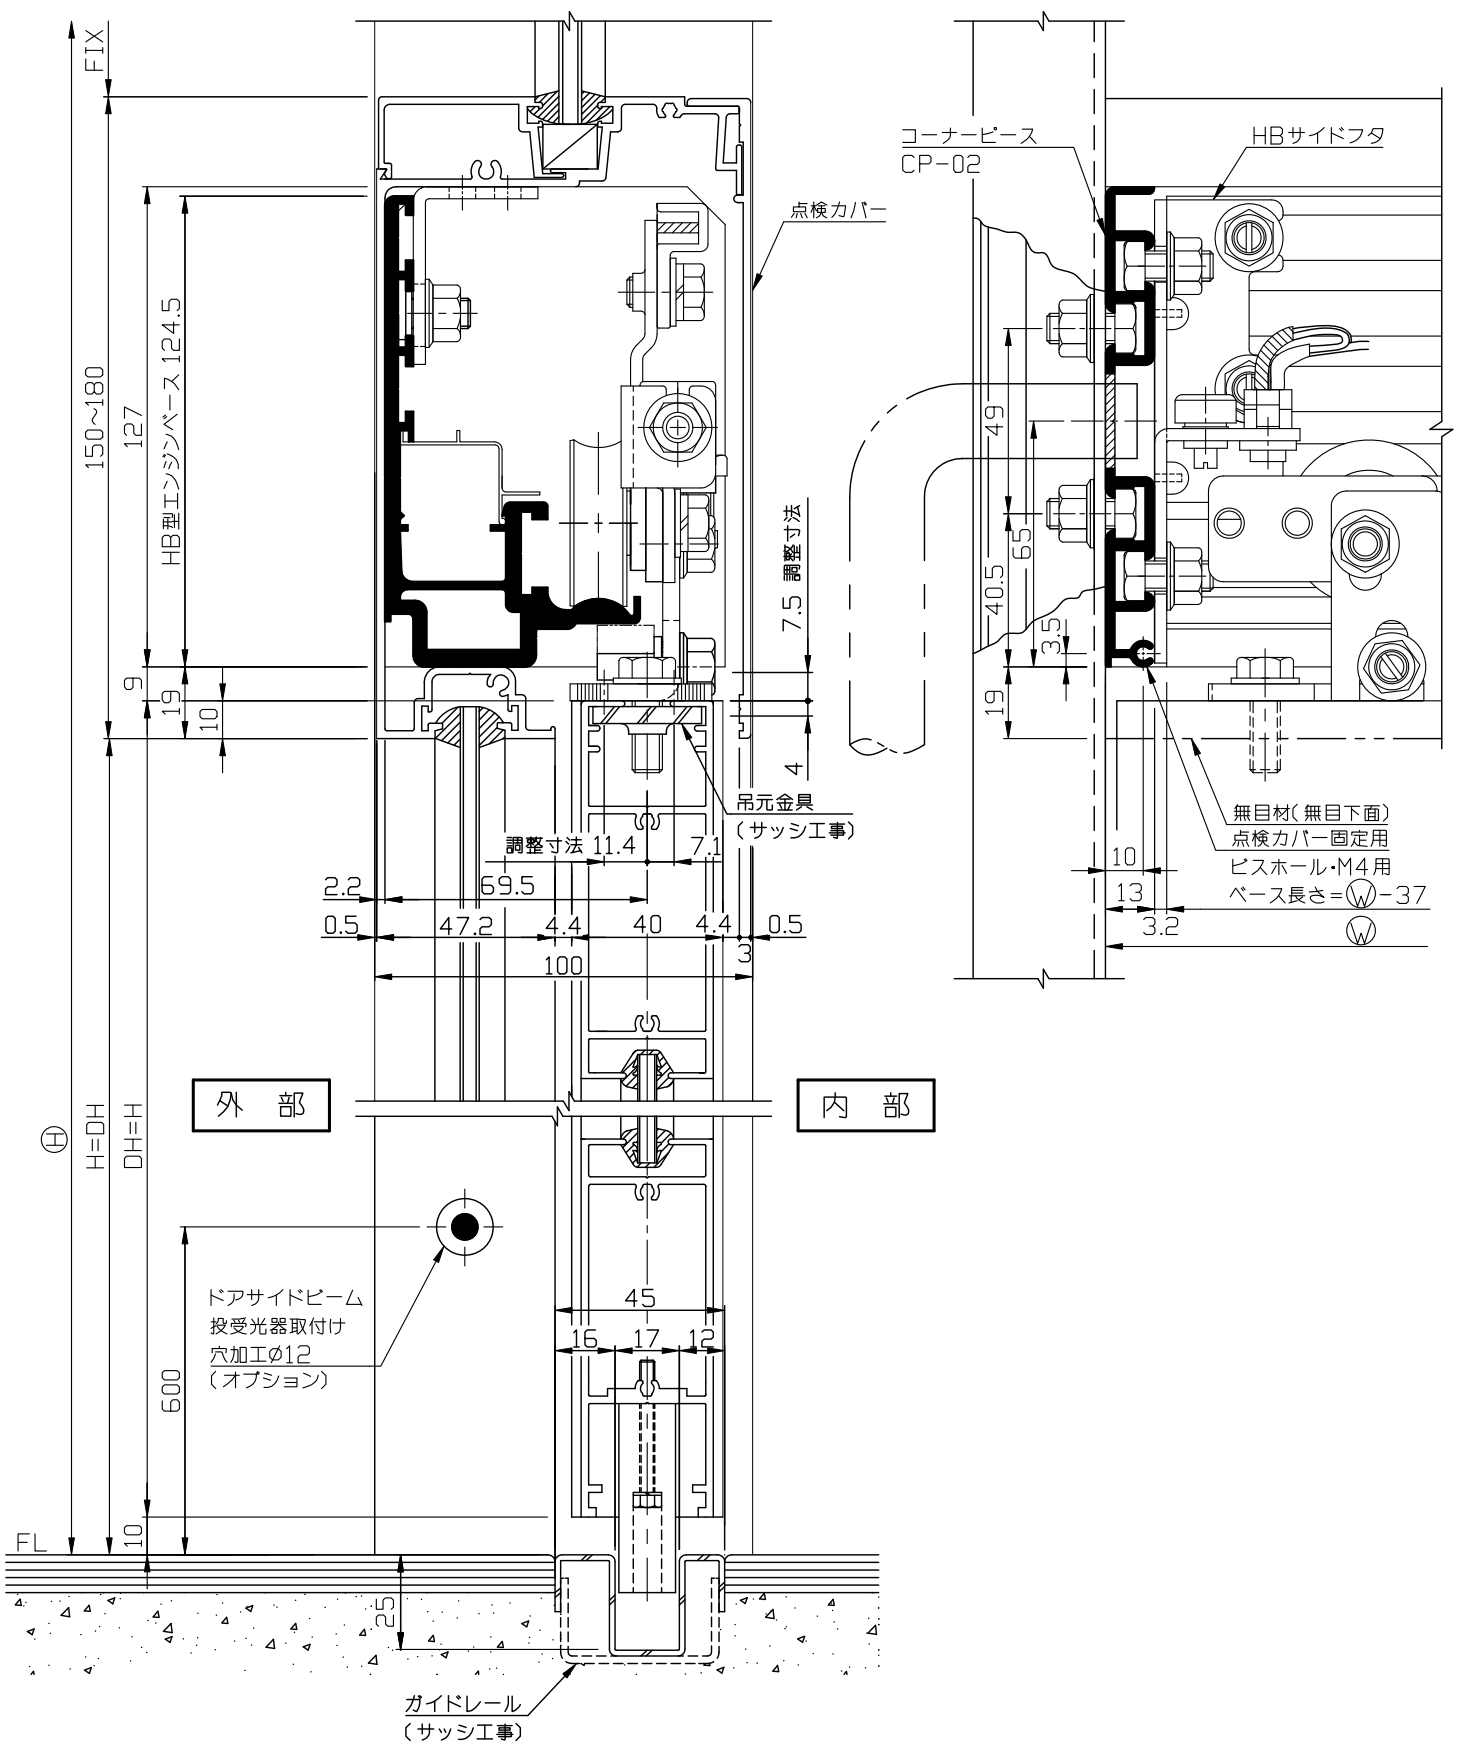 FIX
150~180
127
HB型エンジンベース 124.5
9
19
10
点検カバー
7.5 調整寸法
4
吊元金具
(サッシ工事)
調整寸法 11.4
7.1
2.2
69.5
0.5
47.2
4.4
40
4.4
0.5
3
100
コーナーピース
CP-02
HBサイドフタ
49
65
40.5
3.5
19
無目材(無目下面)
点検カバー固定用
ビスホール・M4用
ベース長さ=Ⓦ-37
10
13
3.2
Ⓦ
外 部
内 部
Ⓗ
H=DH
DH=H
600
ドアサイドビーム
投受光器取付け
穴加工φ12
(オプション)
45
16
17
12
FL
10
25
ガイドレール
(サッシ工事)